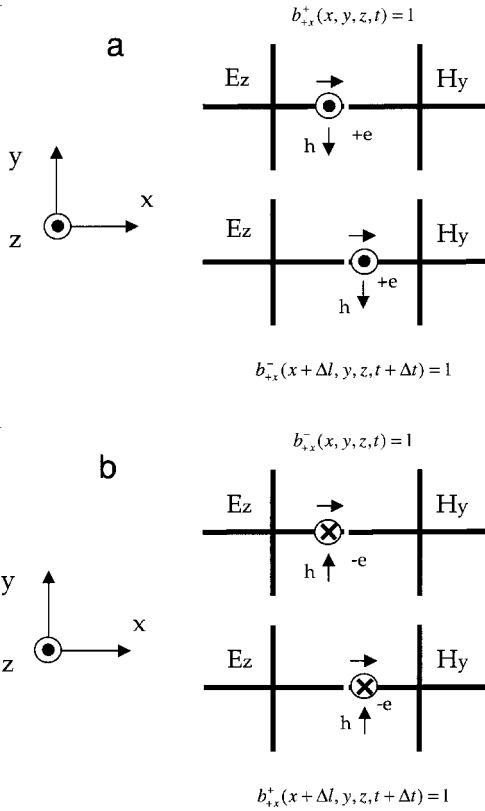 b⁺₊ₓ(x, y, z, t) = 1
a
Ez
Hy
h
+e
y
x
z
Ez
Hy
+e
h
b⁻₊ₓ(x + Δl, y, z, t + Δt) = 1
b⁻₊ₓ(x, y, z, t) = 1
b
Ez
Hy
h
-e
y
x
z
Ez
Hy
-e
h
b⁺₊ₓ(x + Δl, y, z, t + Δt) = 1